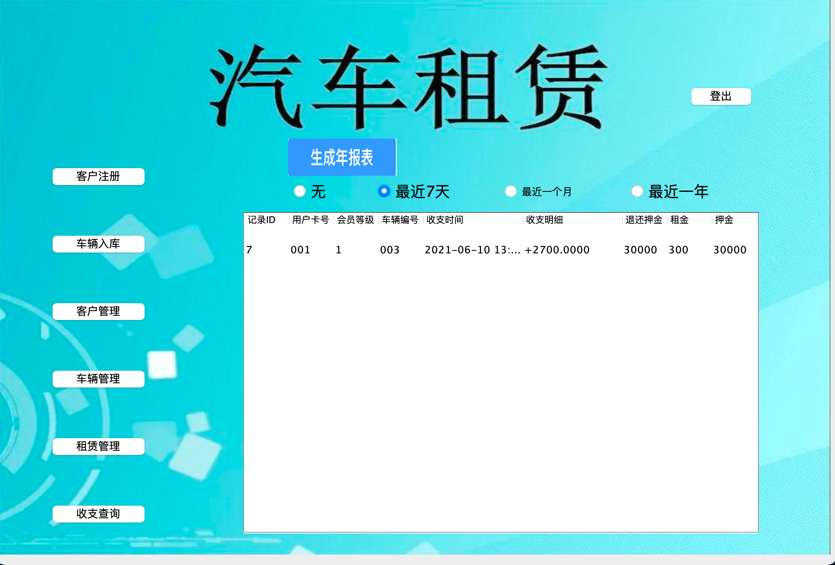 汽车租赁
登出
生成年报表
客户注册
无 最近7天 最近一个月 最近一年
记录ID 用户卡号 会员等级 车辆编号 收支时间 收支明细 退还押金 租金 押金
车辆入库
7 001 1 003 2021-06-10 13:... +2700.0000 30000 300 30000
客户管理
车辆管理
租赁管理
收支查询